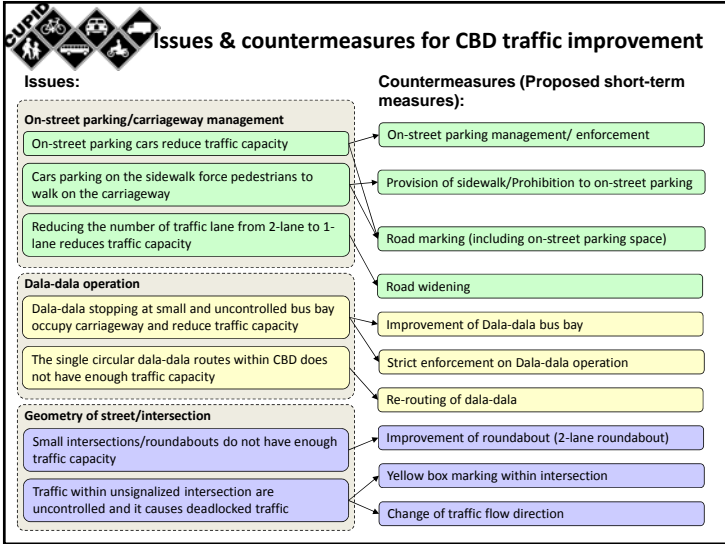 CUPID
Issues & countermeasures for CBD traffic improvement
Issues:
On-street parking/carriageway management
On-street parking cars reduce traffic capacity
Cars parking on the sidewalk force pedestrians to
walk on the carriageway
Reducing the number of traffic lane from 2-lane to 1-
lane reduces traffic capacity
Dala-dala operation
Dala-dala stopping at small and uncontrolled bus bay
occupy carriageway and reduce traffic capacity
The single circular dala-dala routes within CBD does
not have enough traffic capacity
Geometry of street/intersection
Small intersections/roundabouts do not have enough
traffic capacity
Traffic within unsignalized intersection are
uncontrolled and it causes deadlocked traffic
Countermeasures (Proposed short-term
measures):
On-street parking management/ enforcement
Provision of sidewalk/Prohibition to on-street parking
Road marking (including on-street parking space)
Road widening
Improvement of Dala-dala bus bay
Strict enforcement on Dala-dala operation
Re-routing of dala-dala
Improvement of roundabout (2-lane roundabout)
Yellow box marking within intersection
Change of traffic flow direction